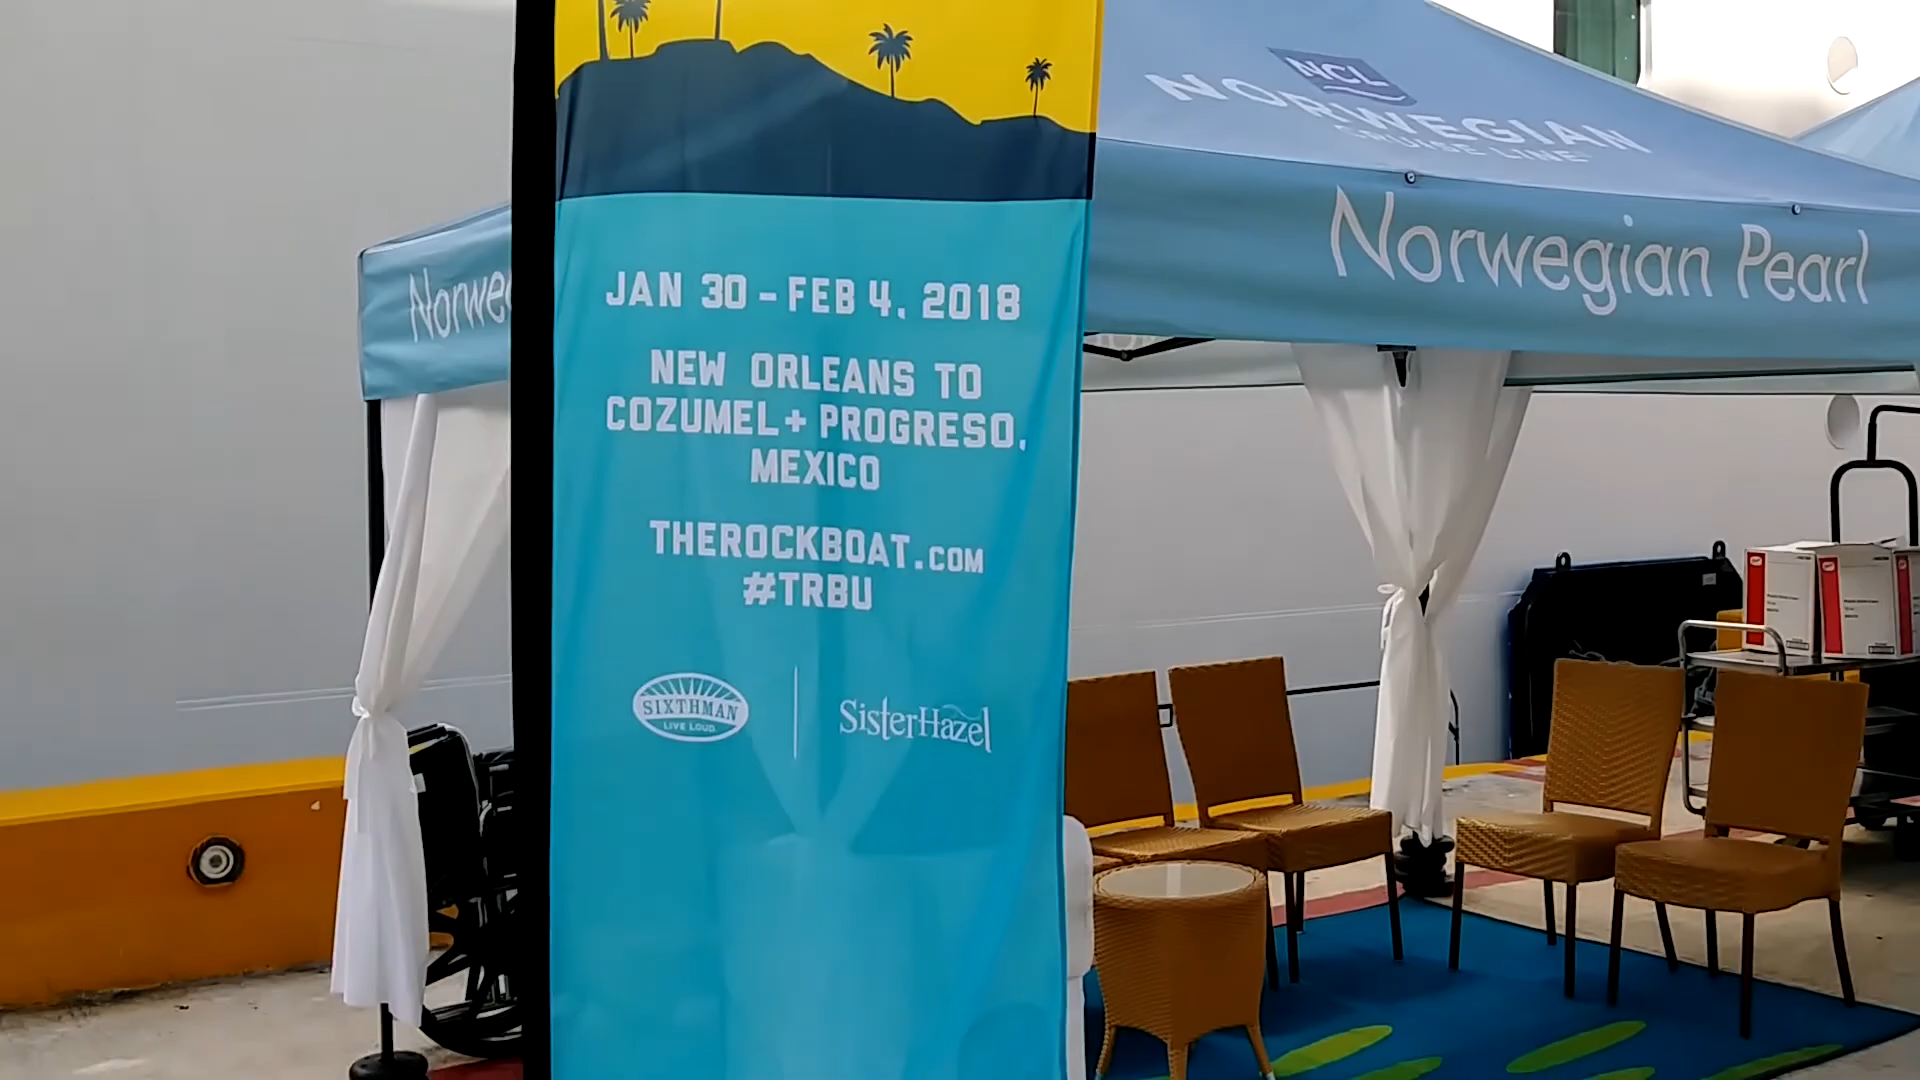 NCL
NORWEGIAN
CRUISE LINE
Norwegian Pearl
Norweg
JAN 30 - FEB 4, 2018
NEW ORLEANS TO
COZUMEL + PROGRESO,
MEXICO
THEROCKBOAT.COM
#TRBU
SIXTHMAN
LIVE LOUD
SisterHazel